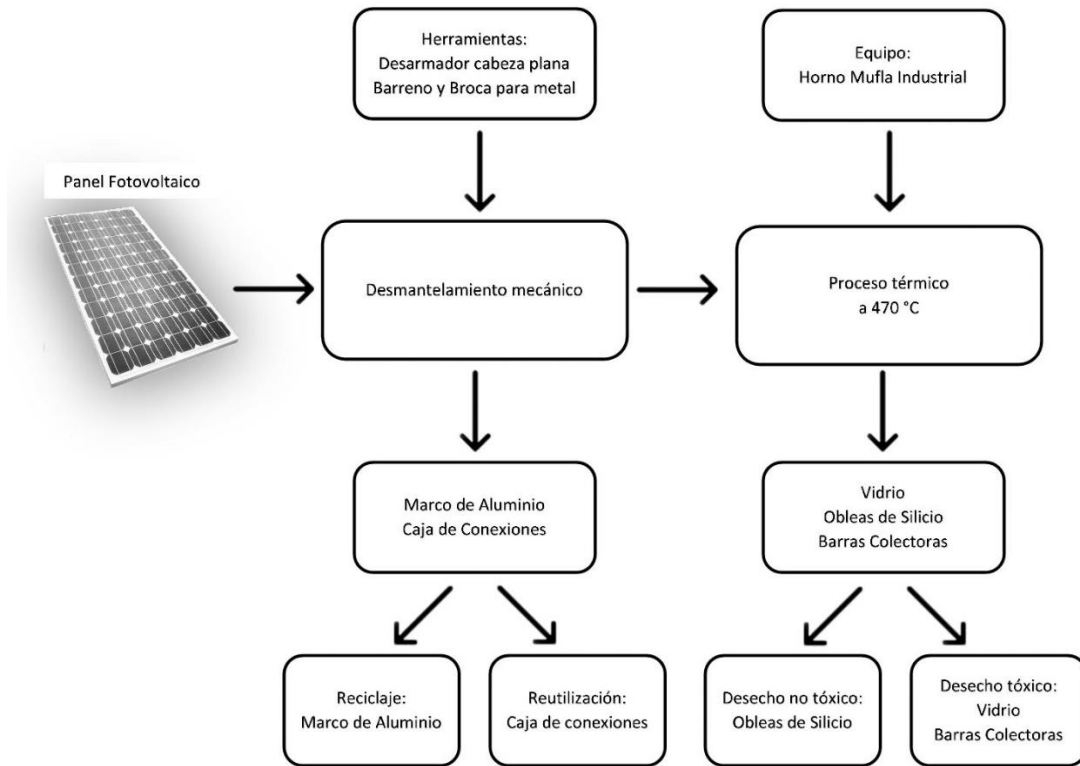 Herramientas:
Desarmador cabeza plana
Barreno y Broca para metal
Equipo:
Horno Mufla Industrial
Panel Fotovoltaico
Desmantelamiento mecánico
Proceso térmico
a 470 °C
Marco de Aluminio
Caja de Conexiones
Vidrio
Obleas de Silicio
Barras Colectoras
Reciclaje:
Marco de Aluminio
Reutilización:
Caja de conexiones
Desecho no tóxico:
Obleas de Silicio
Desecho tóxico:
Vidrio
Barras Colectoras